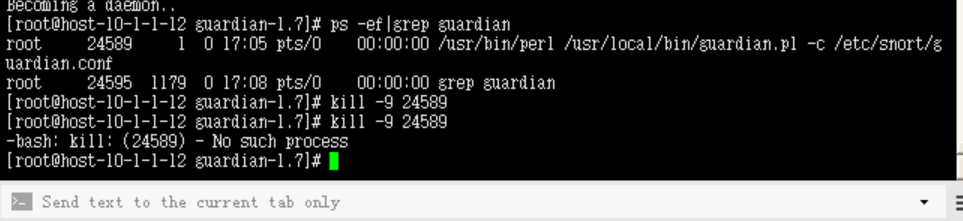 Becoming a daemon..
[root@host-10-1-1-12 guardian-1.7]# ps -ef|grep guardian
root     24589     1  0 17:05 pts/0    00:00:00 /usr/bin/perl /usr/local/bin/guardian.pl -c /etc/snort/g
uardian.conf
root     24595  1179  0 17:08 pts/0    00:00:00 grep guardian
[root@host-10-1-1-12 guardian-1.7]# kill -9 24589
[root@host-10-1-1-12 guardian-1.7]# kill -9 24589
-bash: kill: (24589) - No such process
[root@host-10-1-1-12 guardian-1.7]#
Send text to the current tab only